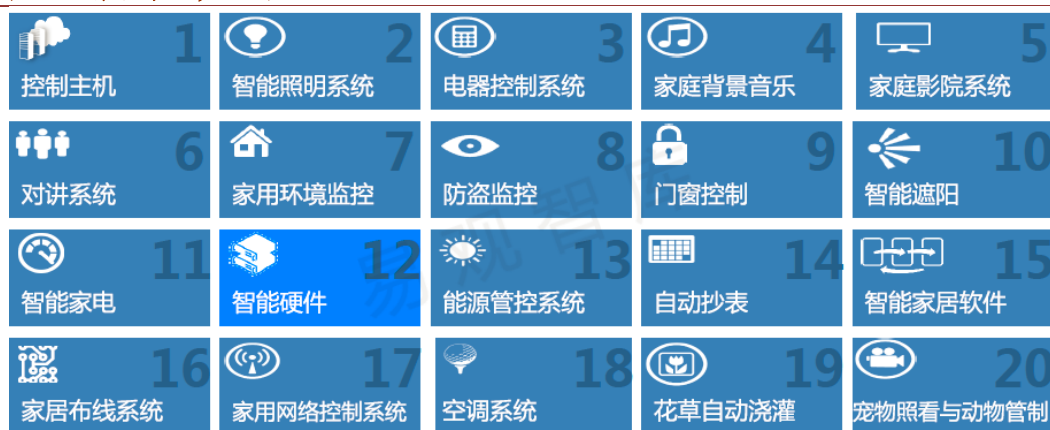 1
控制主机
2
智能照明系统
3
电器控制系统
4
家庭背景音乐
5
家庭影院系统
6
对讲系统
7
家用环境监控
8
防盗监控
9
门窗控制
10
智能遮阳
11
智能家电
12
智能硬件
13
能源管控系统
14
自动抄表
15
智能家居软件
16
家居布线系统
17
家用网络控制系统
18
空调系统
19
花草自动浇灌
20
宠物照看与动物管制
易观智库